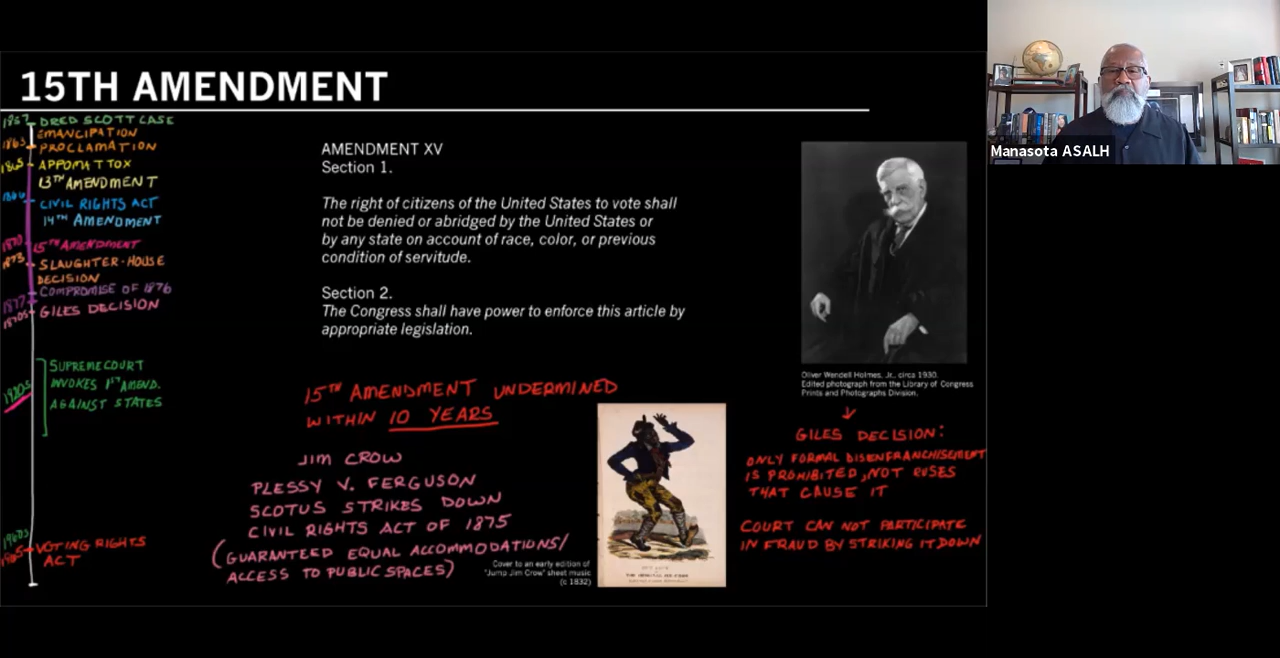 15TH AMENDMENT
1857 DRED SCOTT CASE
EMANCIPATION
1863 PROCLAMATION
1865 APPOMATTOX
13TH AMENDMENT
1866 CIVIL RIGHTS ACT
14TH AMENDMENT
1870 15TH AMENDMENT
1873 SLAUGHTER-HOUSE
DECISION
COMPROMISE OF 1876
1877
GILES DECISION
1870s
SUPREME COURT
INVOKES 1ST AMEND.
1920s
AGAINST STATES
1960s
1965 VOTING RIGHTS
ACT
AMENDMENT XV
Section 1.
The right of citizens of the United States to vote shall
not be denied or abridged by the United States or
by any state on account of race, color, or previous
condition of servitude.
Section 2.
The Congress shall have power to enforce this article by
appropriate legislation.
15TH AMENDMENT UNDERMINED
WITHIN 10 YEARS
JIM CROW
PLESSY V. FERGUSON
SCOTUS STRIKES DOWN
CIVIL RIGHTS ACT OF 1875
(GUARANTEED EQUAL ACCOMMODATIONS/
ACCESS TO PUBLIC SPACES)
Cover to an early edition of
"Jump Jim Crow" sheet music
(c 1832)
Oliver Wendell Holmes, Jr., circa 1930.
Edited photograph from the Library of Congress
Prints and Photographs Division.
GILES DECISION:
ONLY FORMAL DISENFRANCHISEMENT
IS PROHIBITED, NOT RUSES
THAT CAUSE IT
COURT CAN NOT PARTICIPATE
IN FRAUD BY STRIKING IT DOWN
Manasota ASALH